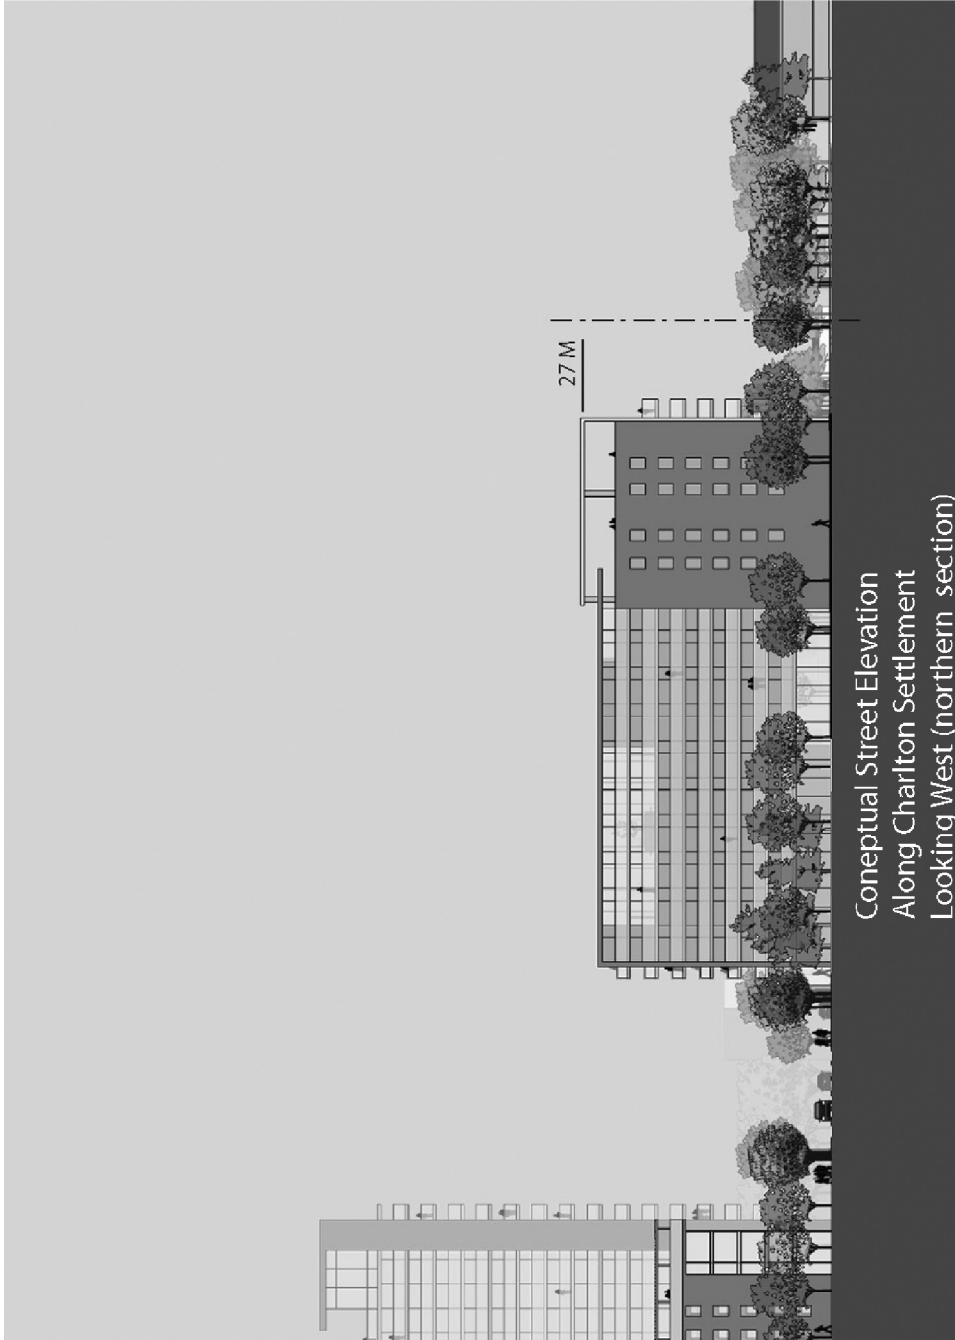 27 M
Coneptual Street Elevation
Along Charlton Settlement
Looking West (northern section)